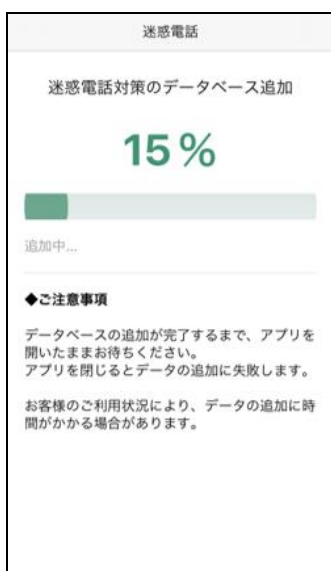 迷惑電話
迷惑電話対策のデータベース追加
15%
追加中...
◆ご注意事項
データベースの追加が完了するまで、アプリを
開いたままお待ちください。
アプリを閉じるとデータの追加に失敗します。
お客様のご利用状況により、データの追加に時
間がかかる場合があります。